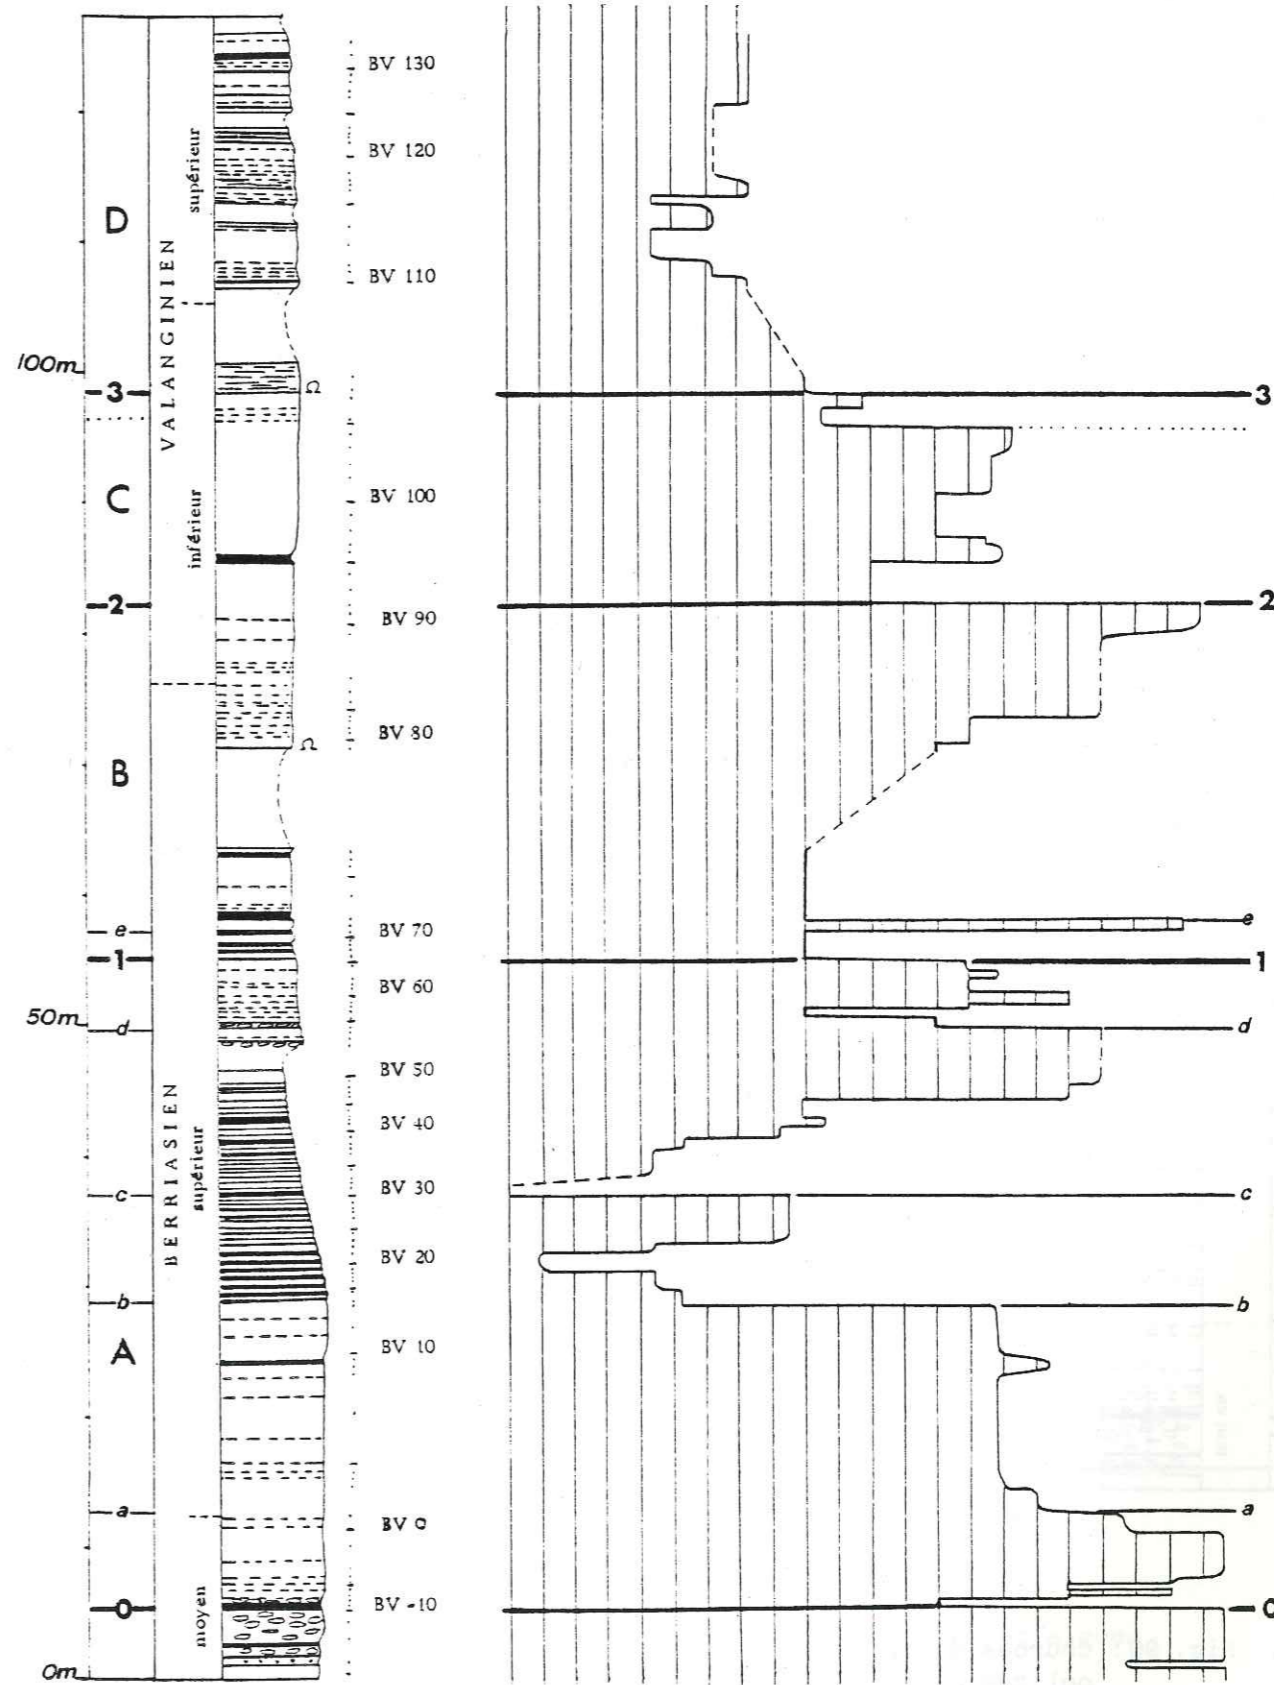 BV 130
supérieur
BV 120
D
VALANGINIEN
BV 110
100m
3
Ω
3
C
inférieur
BV 100
2
BV 90
2
BV 80
Ω
B
e
BV 70
e
1
1
BV 60
50m
d
d
BV 50
BERRIASIEN
BV 40
supérieur
c
BV 30
c
BV 20
b
b
A
BV 10
a
a
BV 0
moyen
BV -10
0
0
0m